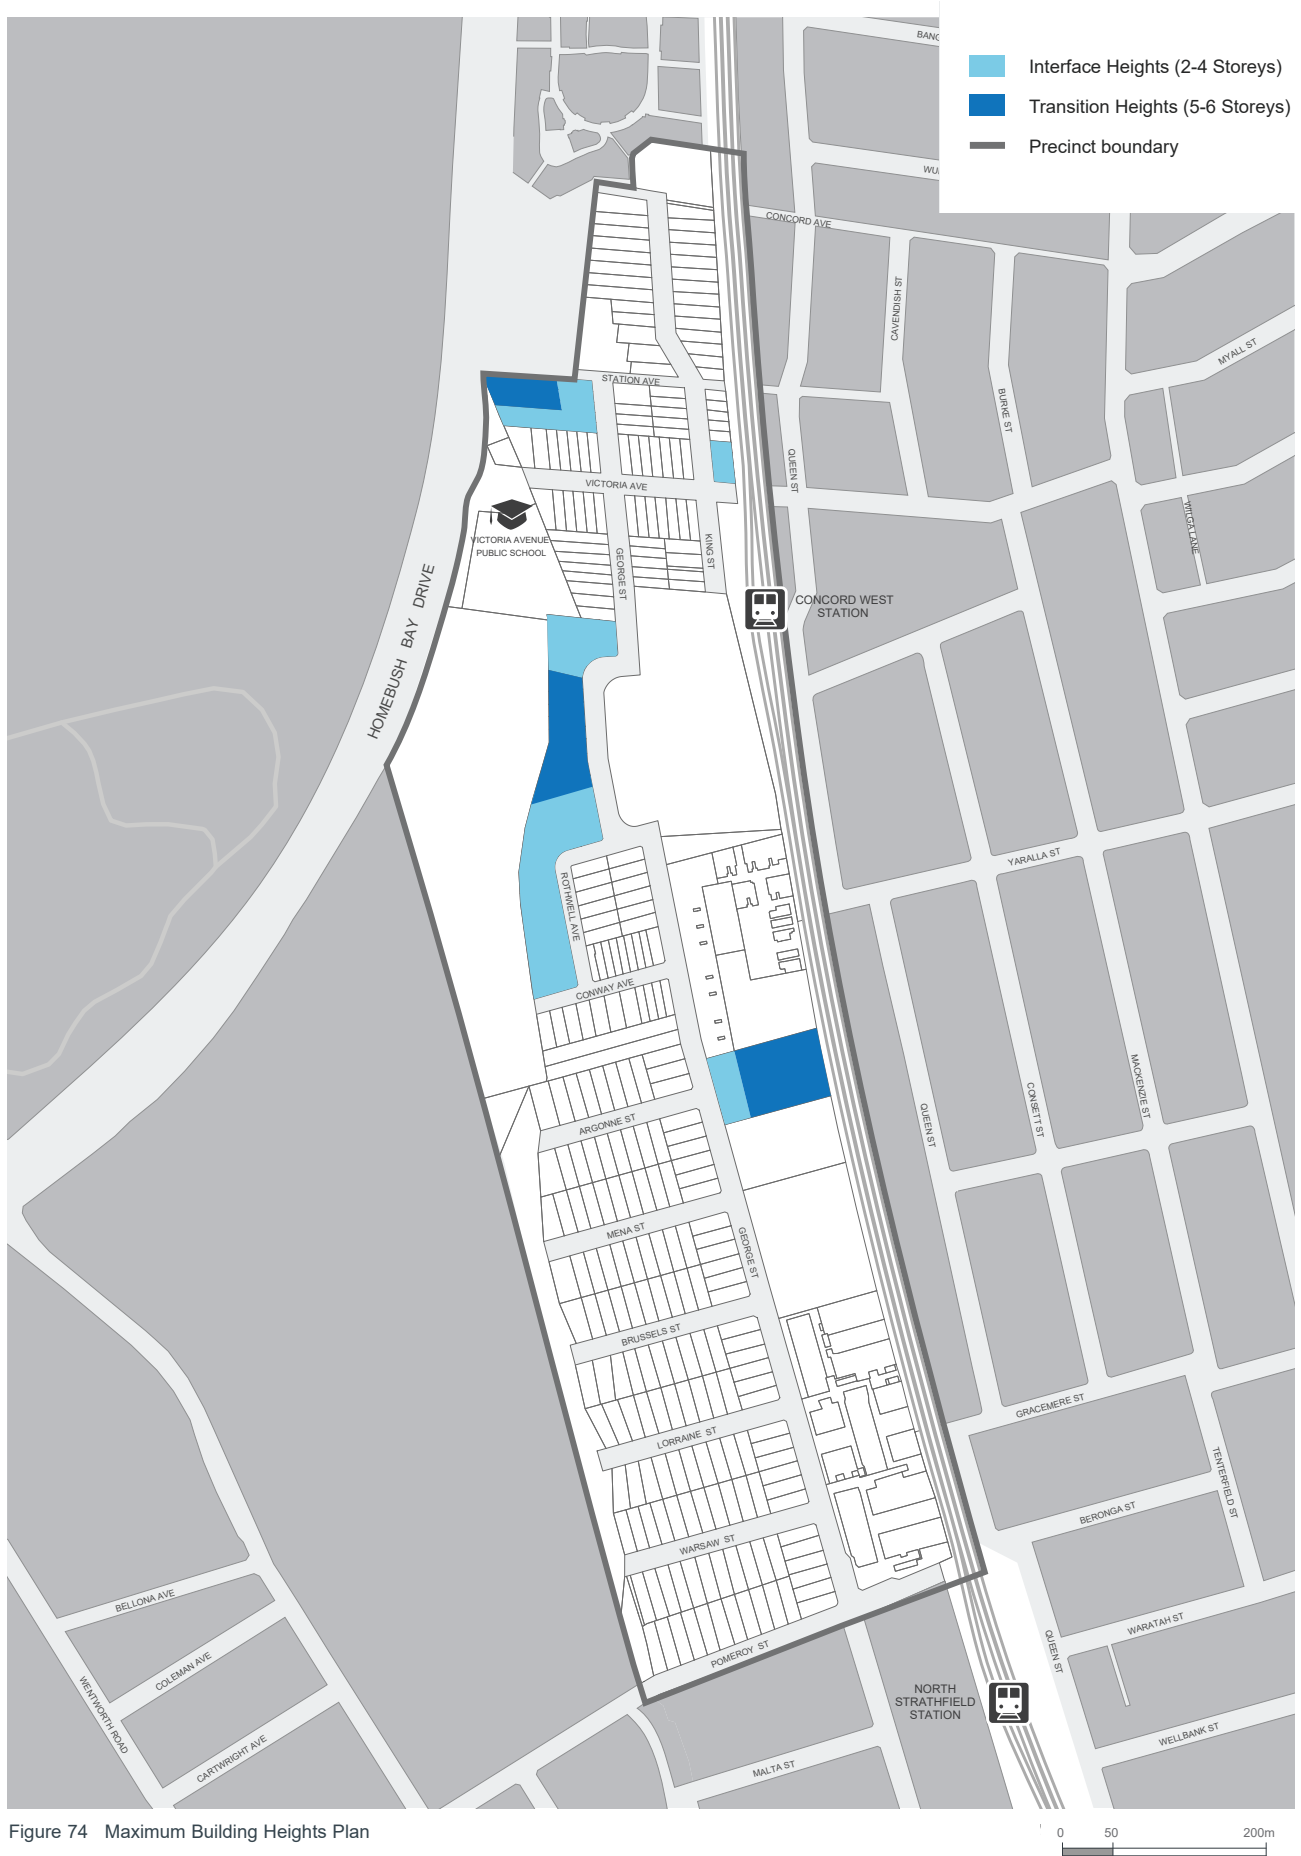 BANG
Interface Heights (2-4 Storeys)
Transition Heights (5-6 Storeys)
Precinct boundary
WU
CONCORD AVE
CAVENDISH ST
MYALL ST
STATION AVE
BURKE ST
QUEEN ST
VICTORIA AVE
WILGA LANE
VICTORIA AVENUE
PUBLIC SCHOOL
KING ST
GEORGE ST
HOMEBUSH BAY DRIVE
CONCORD WEST
STATION
YARALLA ST
ROTHWELL AVE
CONWAY AVE
ARGONNE ST
QUEEN ST
CONSETT ST
MACKENZIE ST
MENA ST
GEORGE ST
BRUSSELS ST
GRACEMERE ST
LORRAINE ST
TENTERFIELD ST
BERONGA ST
WARSAW ST
BELLONA AVE
WARATAH ST
QUEEN ST
POMEROY ST
COLEMAN AVE
WENTWORTH ROAD
NORTH
STRATHFIELD
STATION
WELLBANK ST
CARTWRIGHT AVE
MALTA ST
Figure 74 Maximum Building Heights Plan
0 50 200m